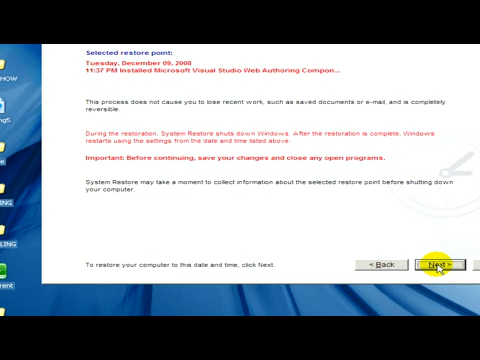 Selected restore point:
Tuesday, December 09, 2008
11:37 PM Installed Microsoft Visual Studio Web Authoring Compon...
HOW
This process does not cause you to lose recent work, such as saved documents or e-mail, and is completely
reversible.
During the restoration, System Restore shuts down Windows. After the restoration is complete, Windows
restarts using the settings from the date and time listed above.
Important: Before continuing, save your changes and close any open programs.
System Restore may take a moment to collect information about the selected restore point before shutting down
your computer.
ING
LING
To restore your computer to this date and time, click Next.
< Back
Next >
rent